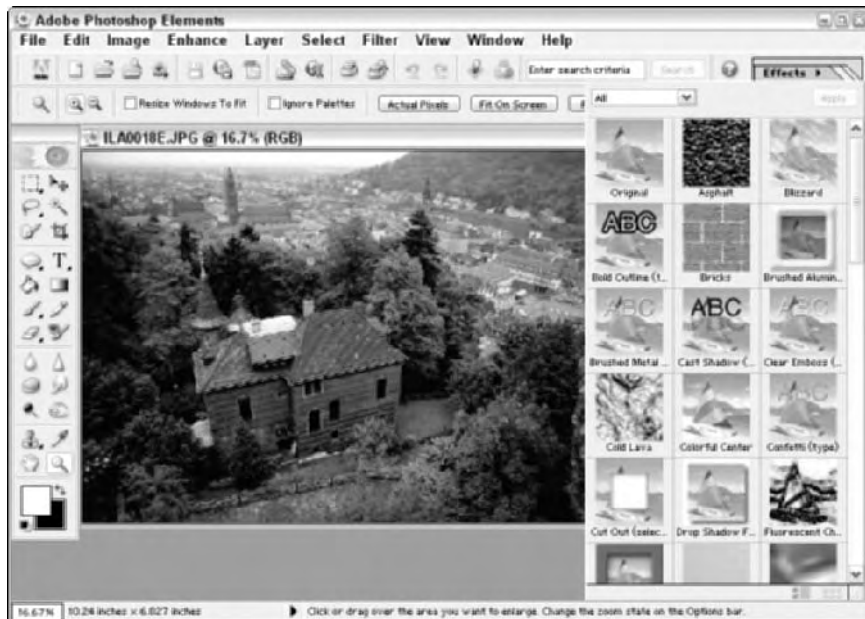 Adobe Photoshop Elements
File Edit Image Enhance Layer Select Filter View Window Help
Enter search criteria Search Effects
Resize Windows To Fit Ignore Palettes Actual Pixels Fit On Screen
All Apply
ILA0018E.JPG @ 16.7% (RGB)
Original Asphalt Blizzard
ABC
Bold Outline (t... Bricks Brushed Alumin...
ABC ABC ABC
Brushed Metal ... Cast Shadow (... Clear Emboss (...
ABC
Cold Lava Colorful Center Confetti (type)
Cut Out (selec... Drop Shadow F... Fluorescent Ch...
T
16.67% 10.24 inches x 6.827 inches Click or drag over the area you want to enlarge. Change the zoom state on the Options bar.